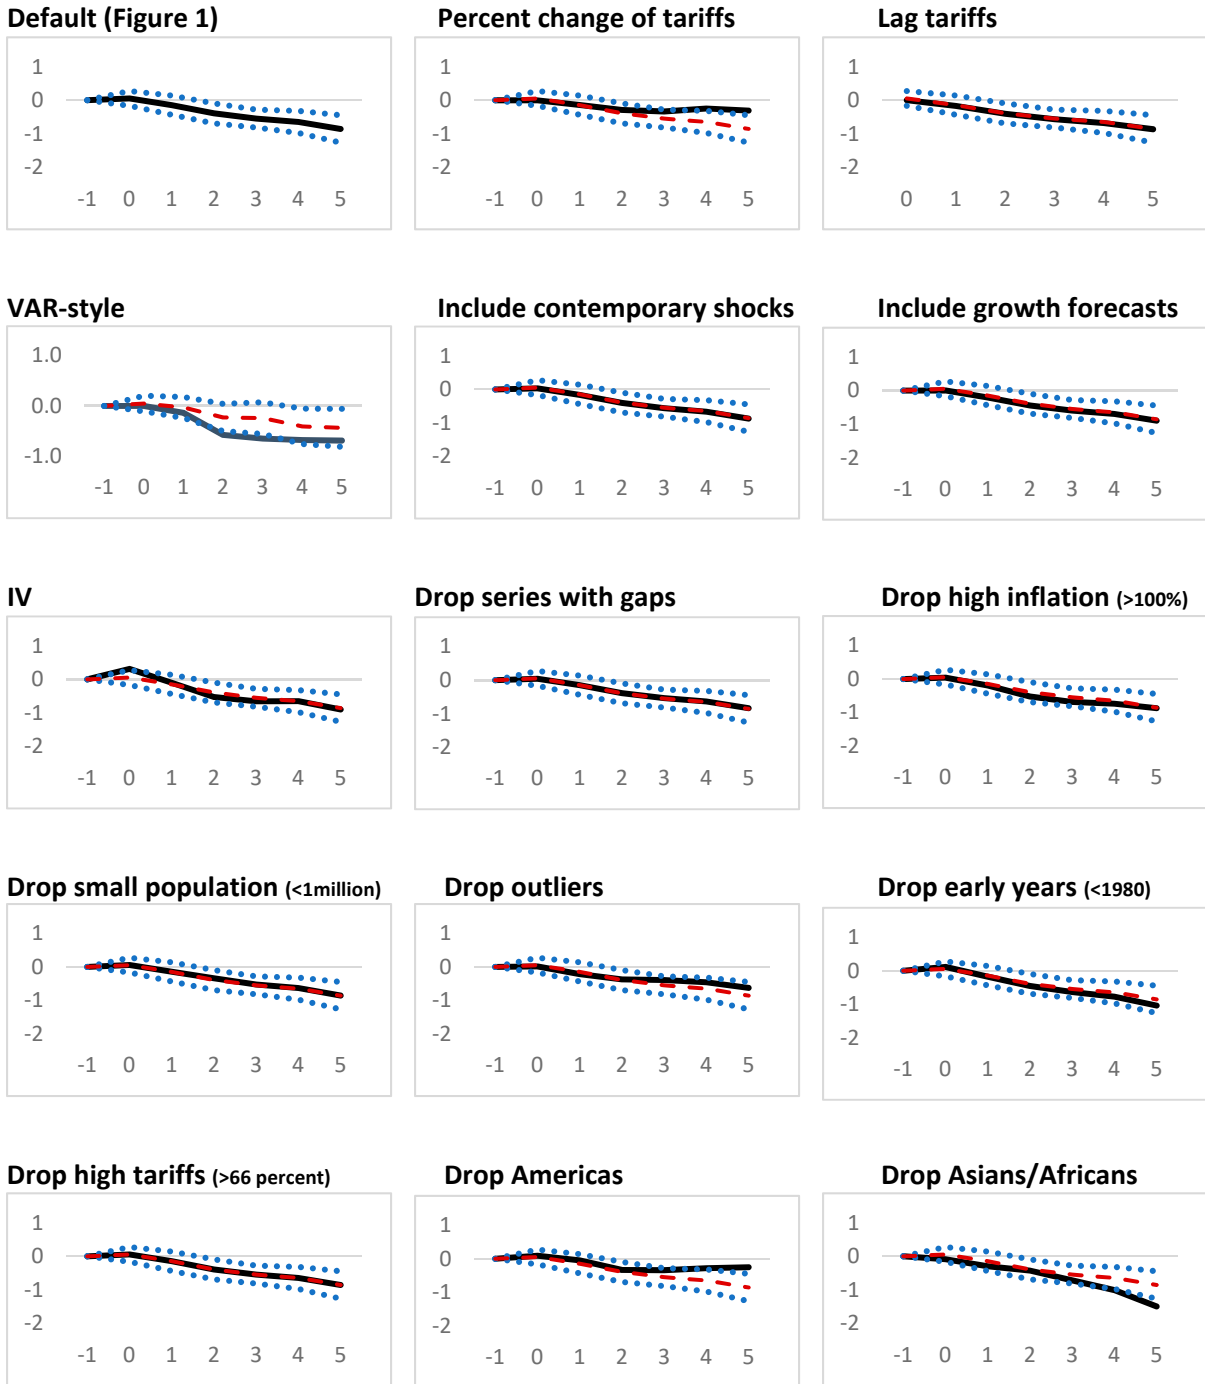 Default (Figure 1)
1
0
-1
-2
-1 0 1 2 3 4 5
Percent change of tariffs
1
0
-1
-2
-1 0 1 2 3 4 5
Lag tariffs
1
0
-1
-2
0 1 2 3 4 5
VAR-style
1.0
0.0
-1.0
-1 0 1 2 3 4 5
Include contemporary shocks
1
0
-1
-2
-1 0 1 2 3 4 5
Include growth forecasts
1
0
-1
-2
-1 0 1 2 3 4 5
IV
1
0
-1
-2
-1 0 1 2 3 4 5
Drop series with gaps
1
0
-1
-2
-1 0 1 2 3 4 5
Drop high inflation (>100%)
1
0
-1
-2
-1 0 1 2 3 4 5
Drop small population (<1million)
1
0
-1
-2
-1 0 1 2 3 4 5
Drop outliers
1
0
-1
-2
-1 0 1 2 3 4 5
Drop early years (<1980)
1
0
-1
-2
-1 0 1 2 3 4 5
Drop high tariffs (>66 percent)
1
0
-1
-2
-1 0 1 2 3 4 5
Drop Americas
1
0
-1
-2
-1 0 1 2 3 4 5
Drop Asians/Africans
1
0
-1
-2
-1 0 1 2 3 4 5